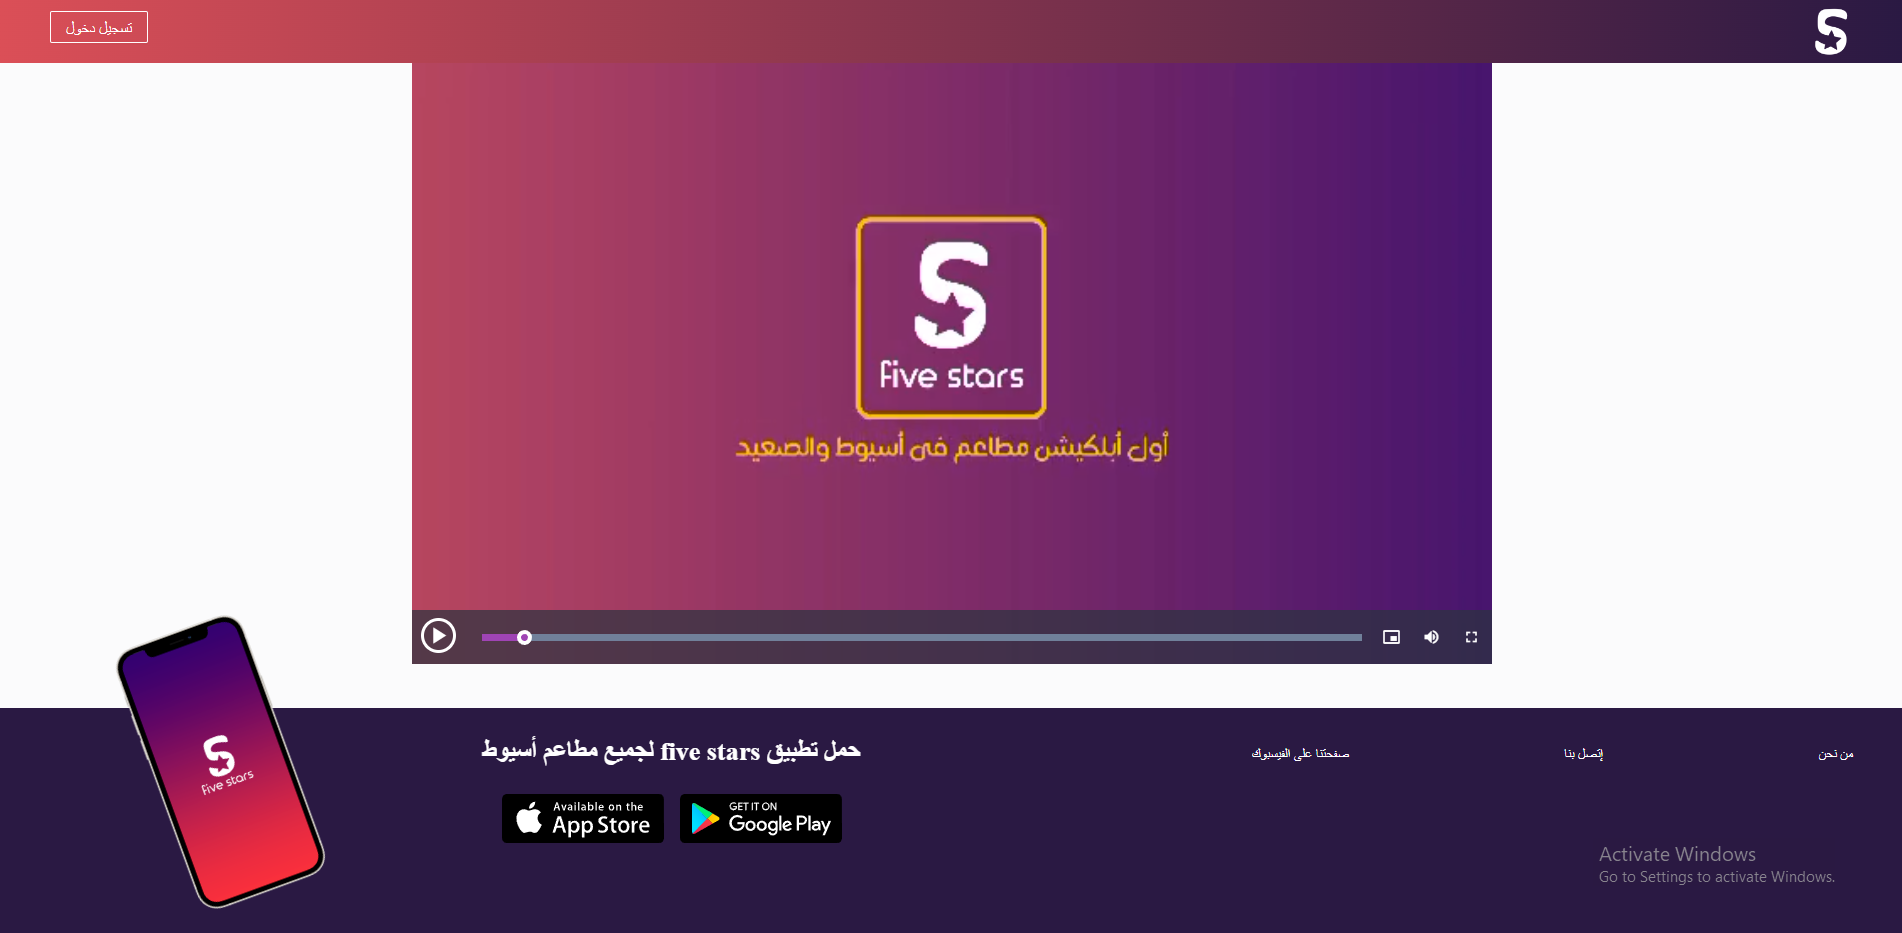 تسجيل دخول
S
S
five stars
أول أبلكيشن مطاعم فى أسيوط والصعيد
S
five stars
حمل تطبيق five stars لجميع مطاعم أسيوط
Available on the
App Store
GET IT ON
Google Play
من نحن
إتصل بنا
صفحتنا على الفيسبوك
Activate Windows
Go to Settings to activate Windows.